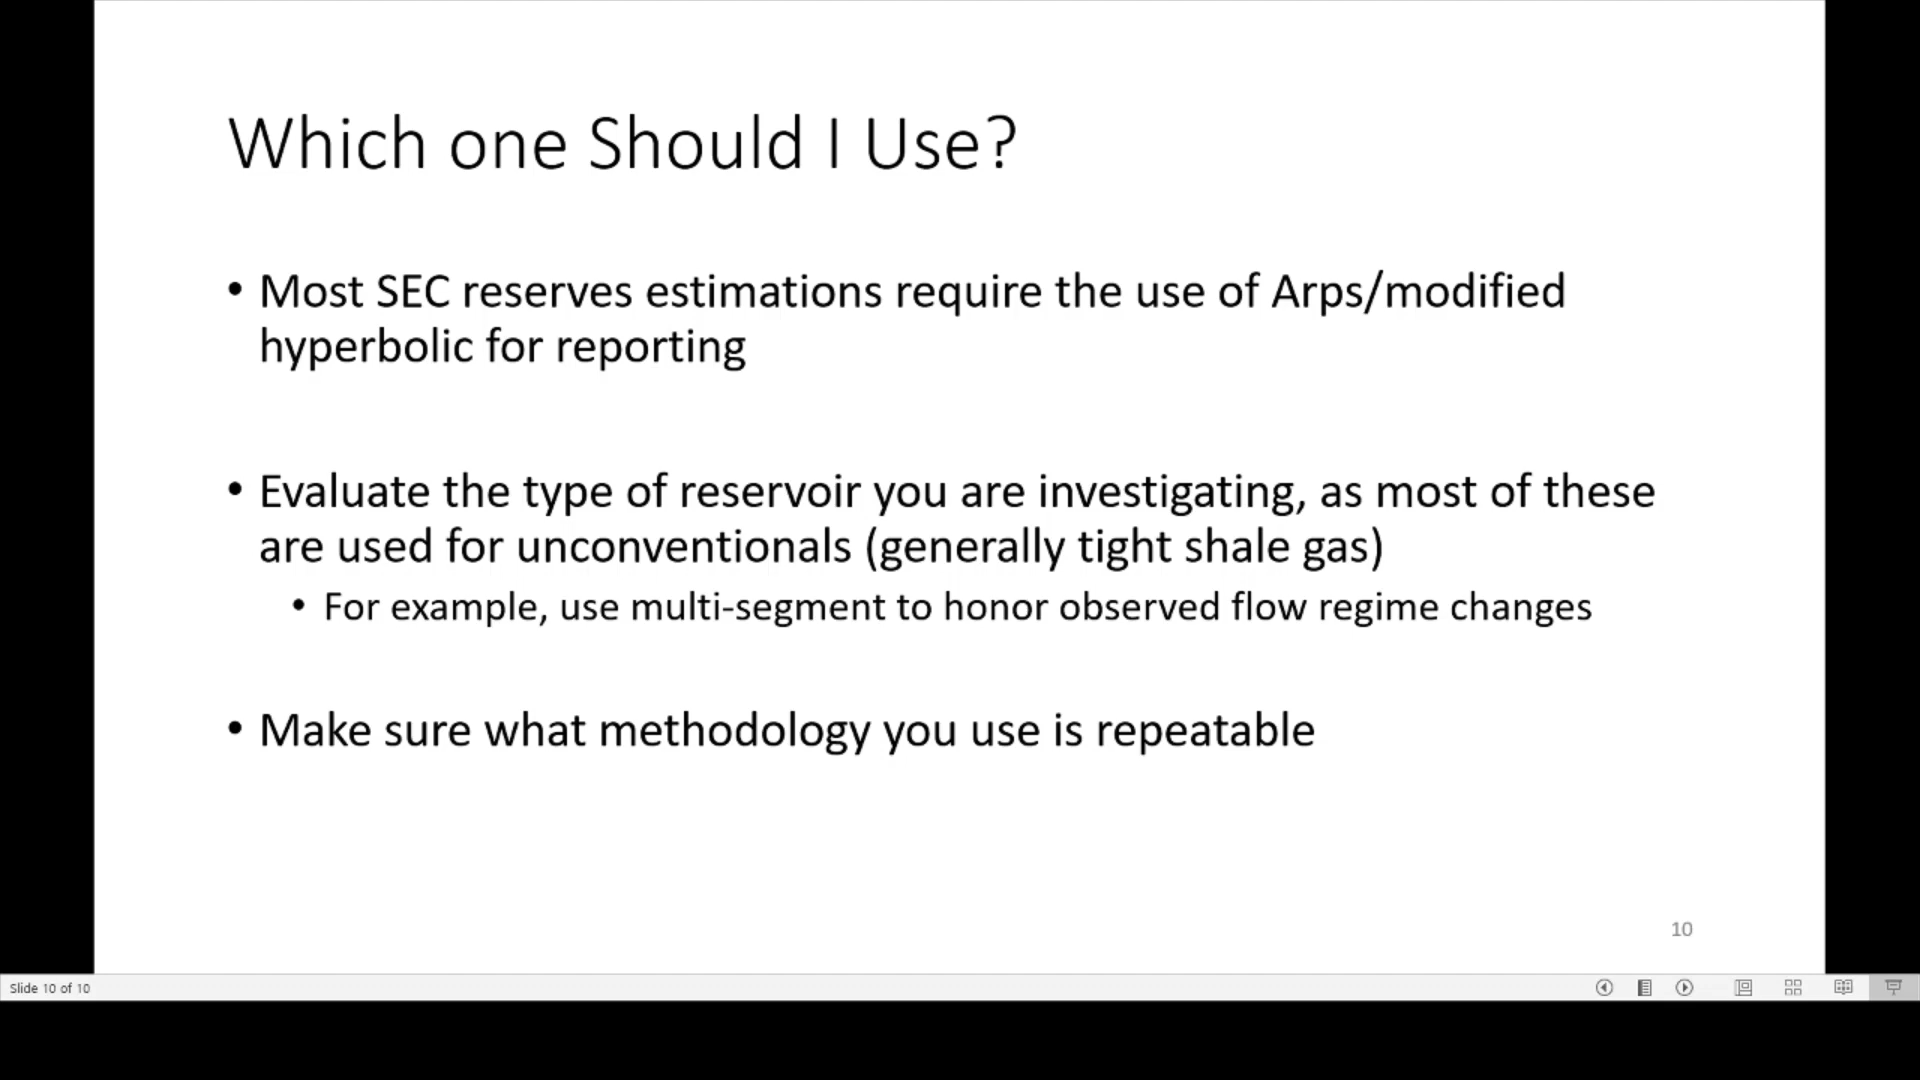 Which one Should I Use?
• Most SEC reserves estimations require the use of Arps/modified
hyperbolic for reporting
• Evaluate the type of reservoir you are investigating, as most of these
are used for unconventionals (generally tight shale gas)
• For example, use multi-segment to honor observed flow regime changes
• Make sure what methodology you use is repeatable
10
Slide 10 of 10